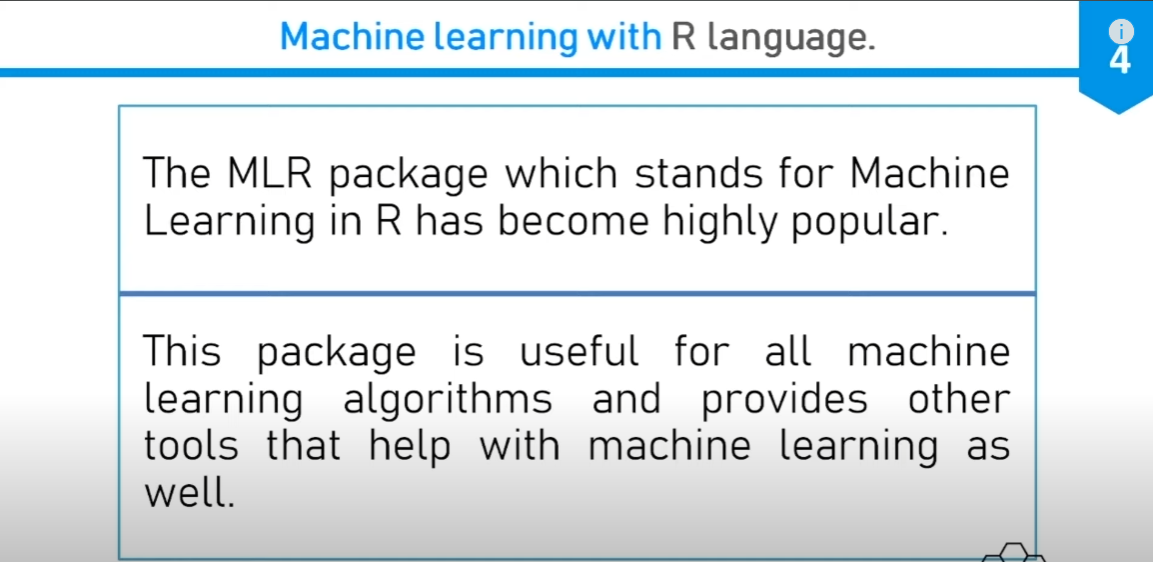 Machine learning with R language.
i
4
The MLR package which stands for Machine
Learning in R has become highly popular.
This package is useful for all machine
learning algorithms and provides other
tools that help with machine learning as
well.